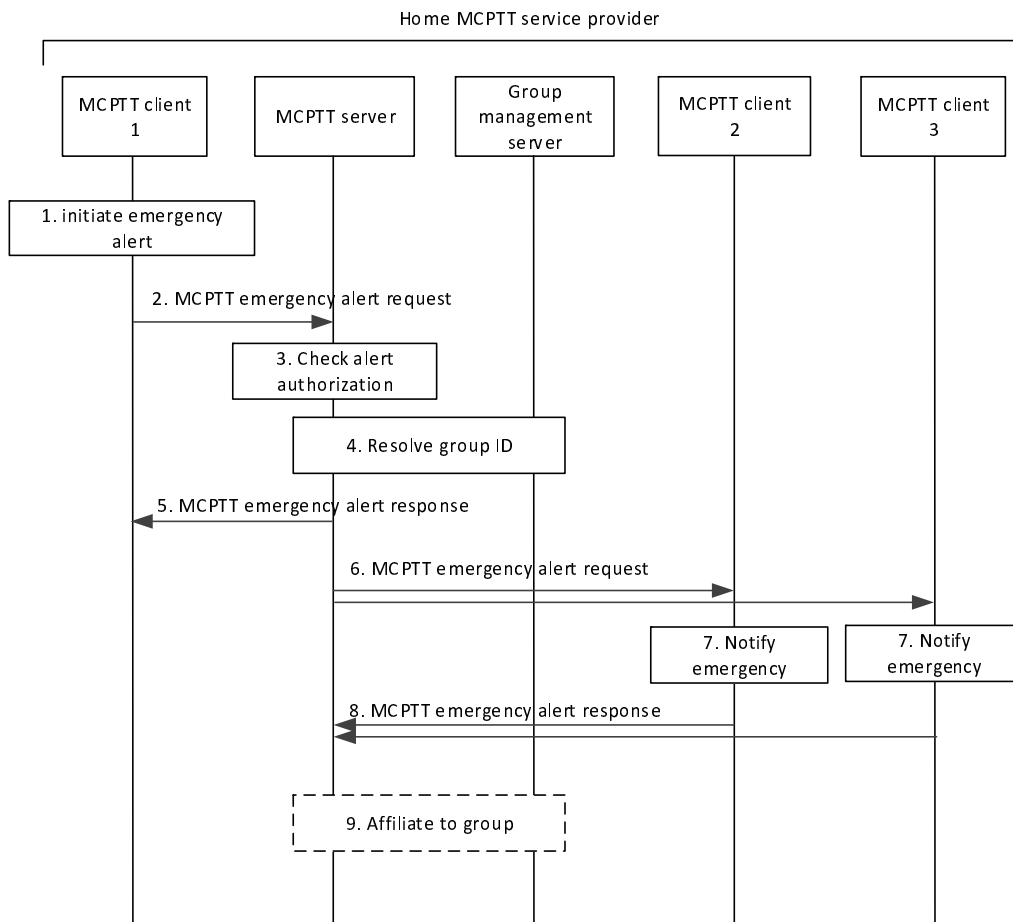 Home MCPTT service provider
MCPTT client
1
MCPTT server
Group
management
server
MCPTT client
2
MCPTT client
3
1. initiate emergency
alert
2. MCPTT emergency alert request
3. Check alert
authorization
4. Resolve group ID
5. MCPTT emergency alert response
6. MCPTT emergency alert request
7. Notify
emergency
7. Notify
emergency
8. MCPTT emergency alert response
9. Affiliate to group